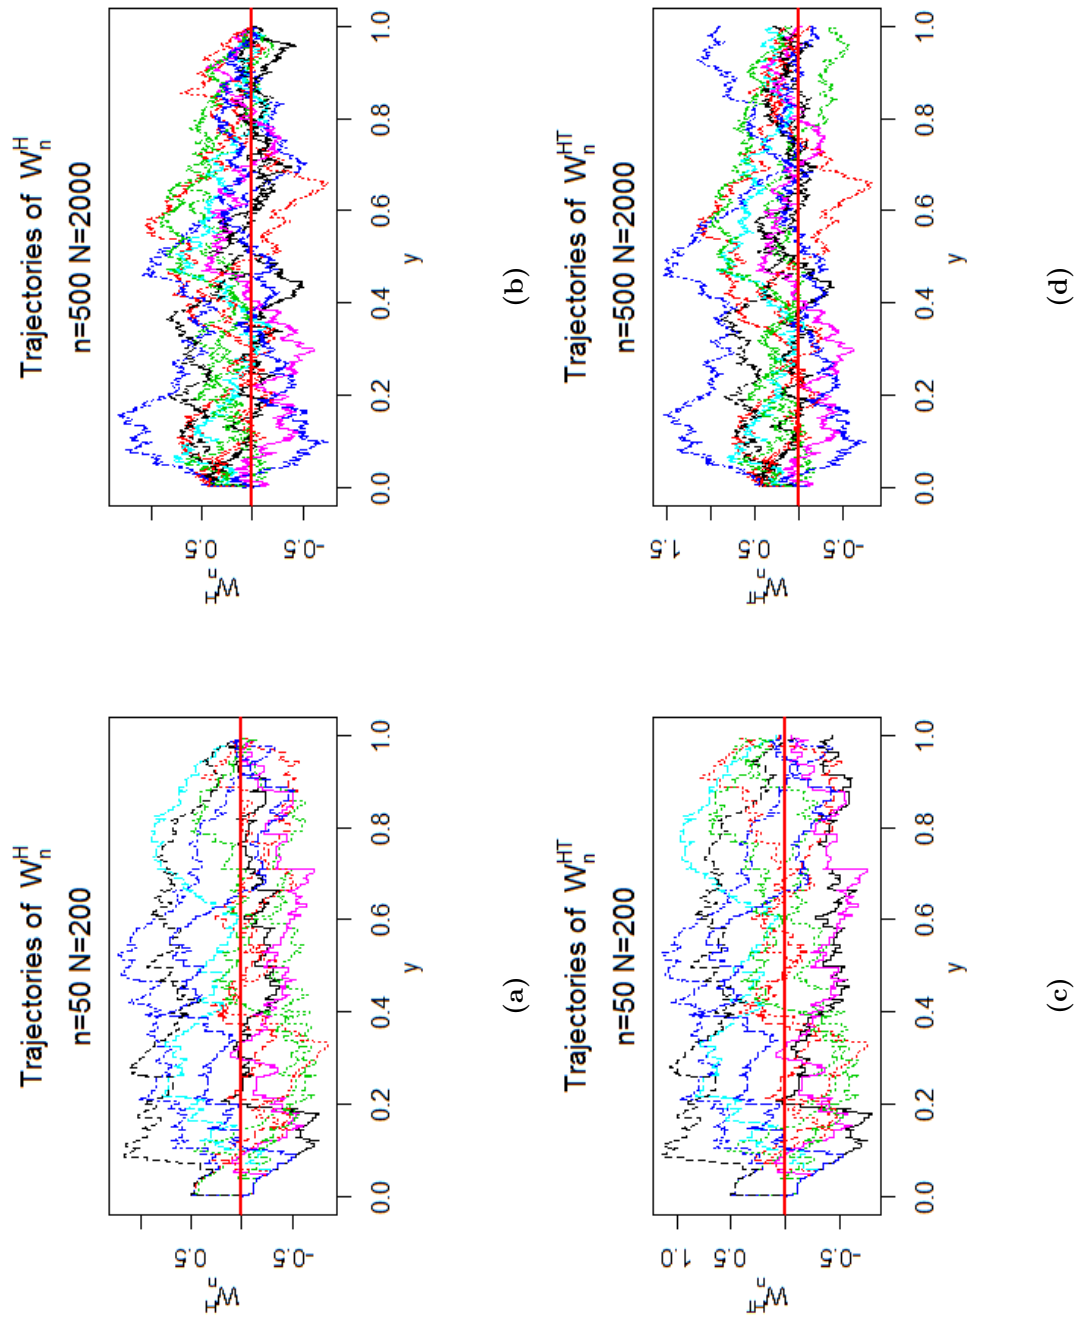 Trajectories of W_n^H
n=50 N=200
W_n^H
0.5
-0.5
0.0 0.2 0.4 0.6 0.8 1.0
y
(a)
Trajectories of W_n^H
n=500 N=2000
W_n^H
0.5
-0.5
0.0 0.2 0.4 0.6 0.8 1.0
y
(b)
Trajectories of W_n^HT
n=50 N=200
W_n^HT
1.0
0.5
-0.5
0.0 0.2 0.4 0.6 0.8 1.0
y
(c)
Trajectories of W_n^HT
n=500 N=2000
W_n^HT
1.5
0.5
-0.5
0.0 0.2 0.4 0.6 0.8 1.0
y
(d)